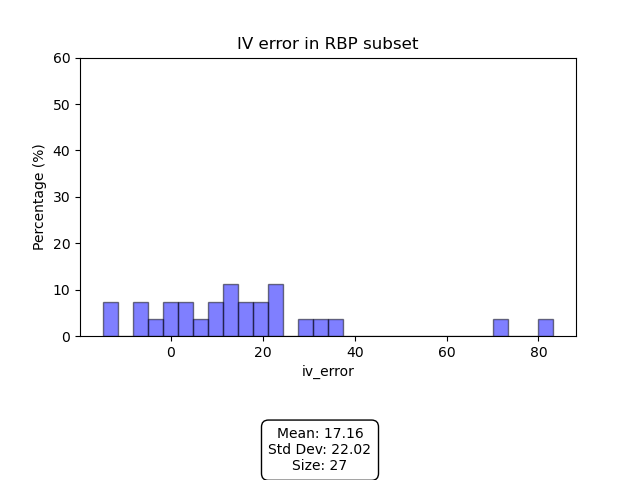 IV error in RBP subset
60
50
40
30
20
10
0
Percentage (%)
0 20 40 60 80
iv_error
Mean: 17.16
Std Dev: 22.02
Size: 27